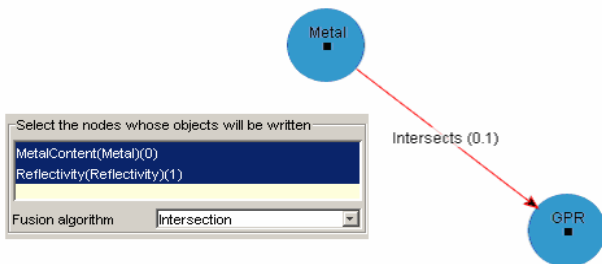 Metal
Select the nodes whose objects will be written
MetalContent(Metal)(0)
Reflectivity(Reflectivity)(1)
Fusion algorithm
Intersection
Intersects (0.1)
GPR